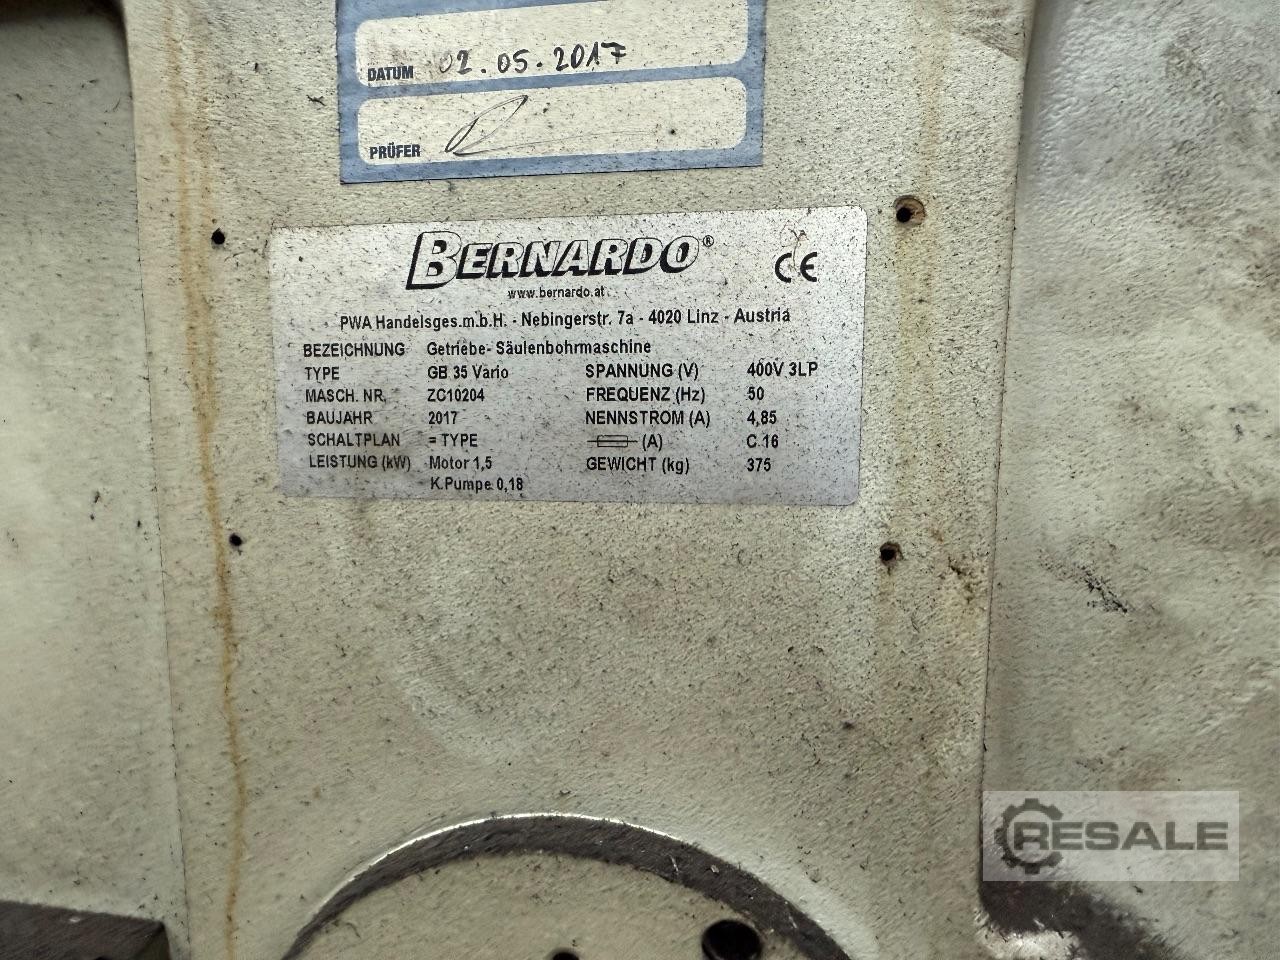 DATUM 02.05.2017
PRÜFER
BERNARDO®
CE
www.bernardo.at
PWA Handelsges.m.b.H. - Nebingerstr. 7a - 4020 Linz - Austria
BEZEICHNUNG Getriebe- Säulenbohrmaschine
TYPE GB 35 Vario SPANNUNG (V) 400V 3LP
MASCH. NR. ZC10204 FREQUENZ (Hz) 50
BAUJAHR 2017 NENNSTROM (A) 4,85
SCHALTPLAN = TYPE (A) C 16
LEISTUNG (kW) Motor 1,5 GEWICHT (kg) 375
K.Pumpe 0,18
RESALE